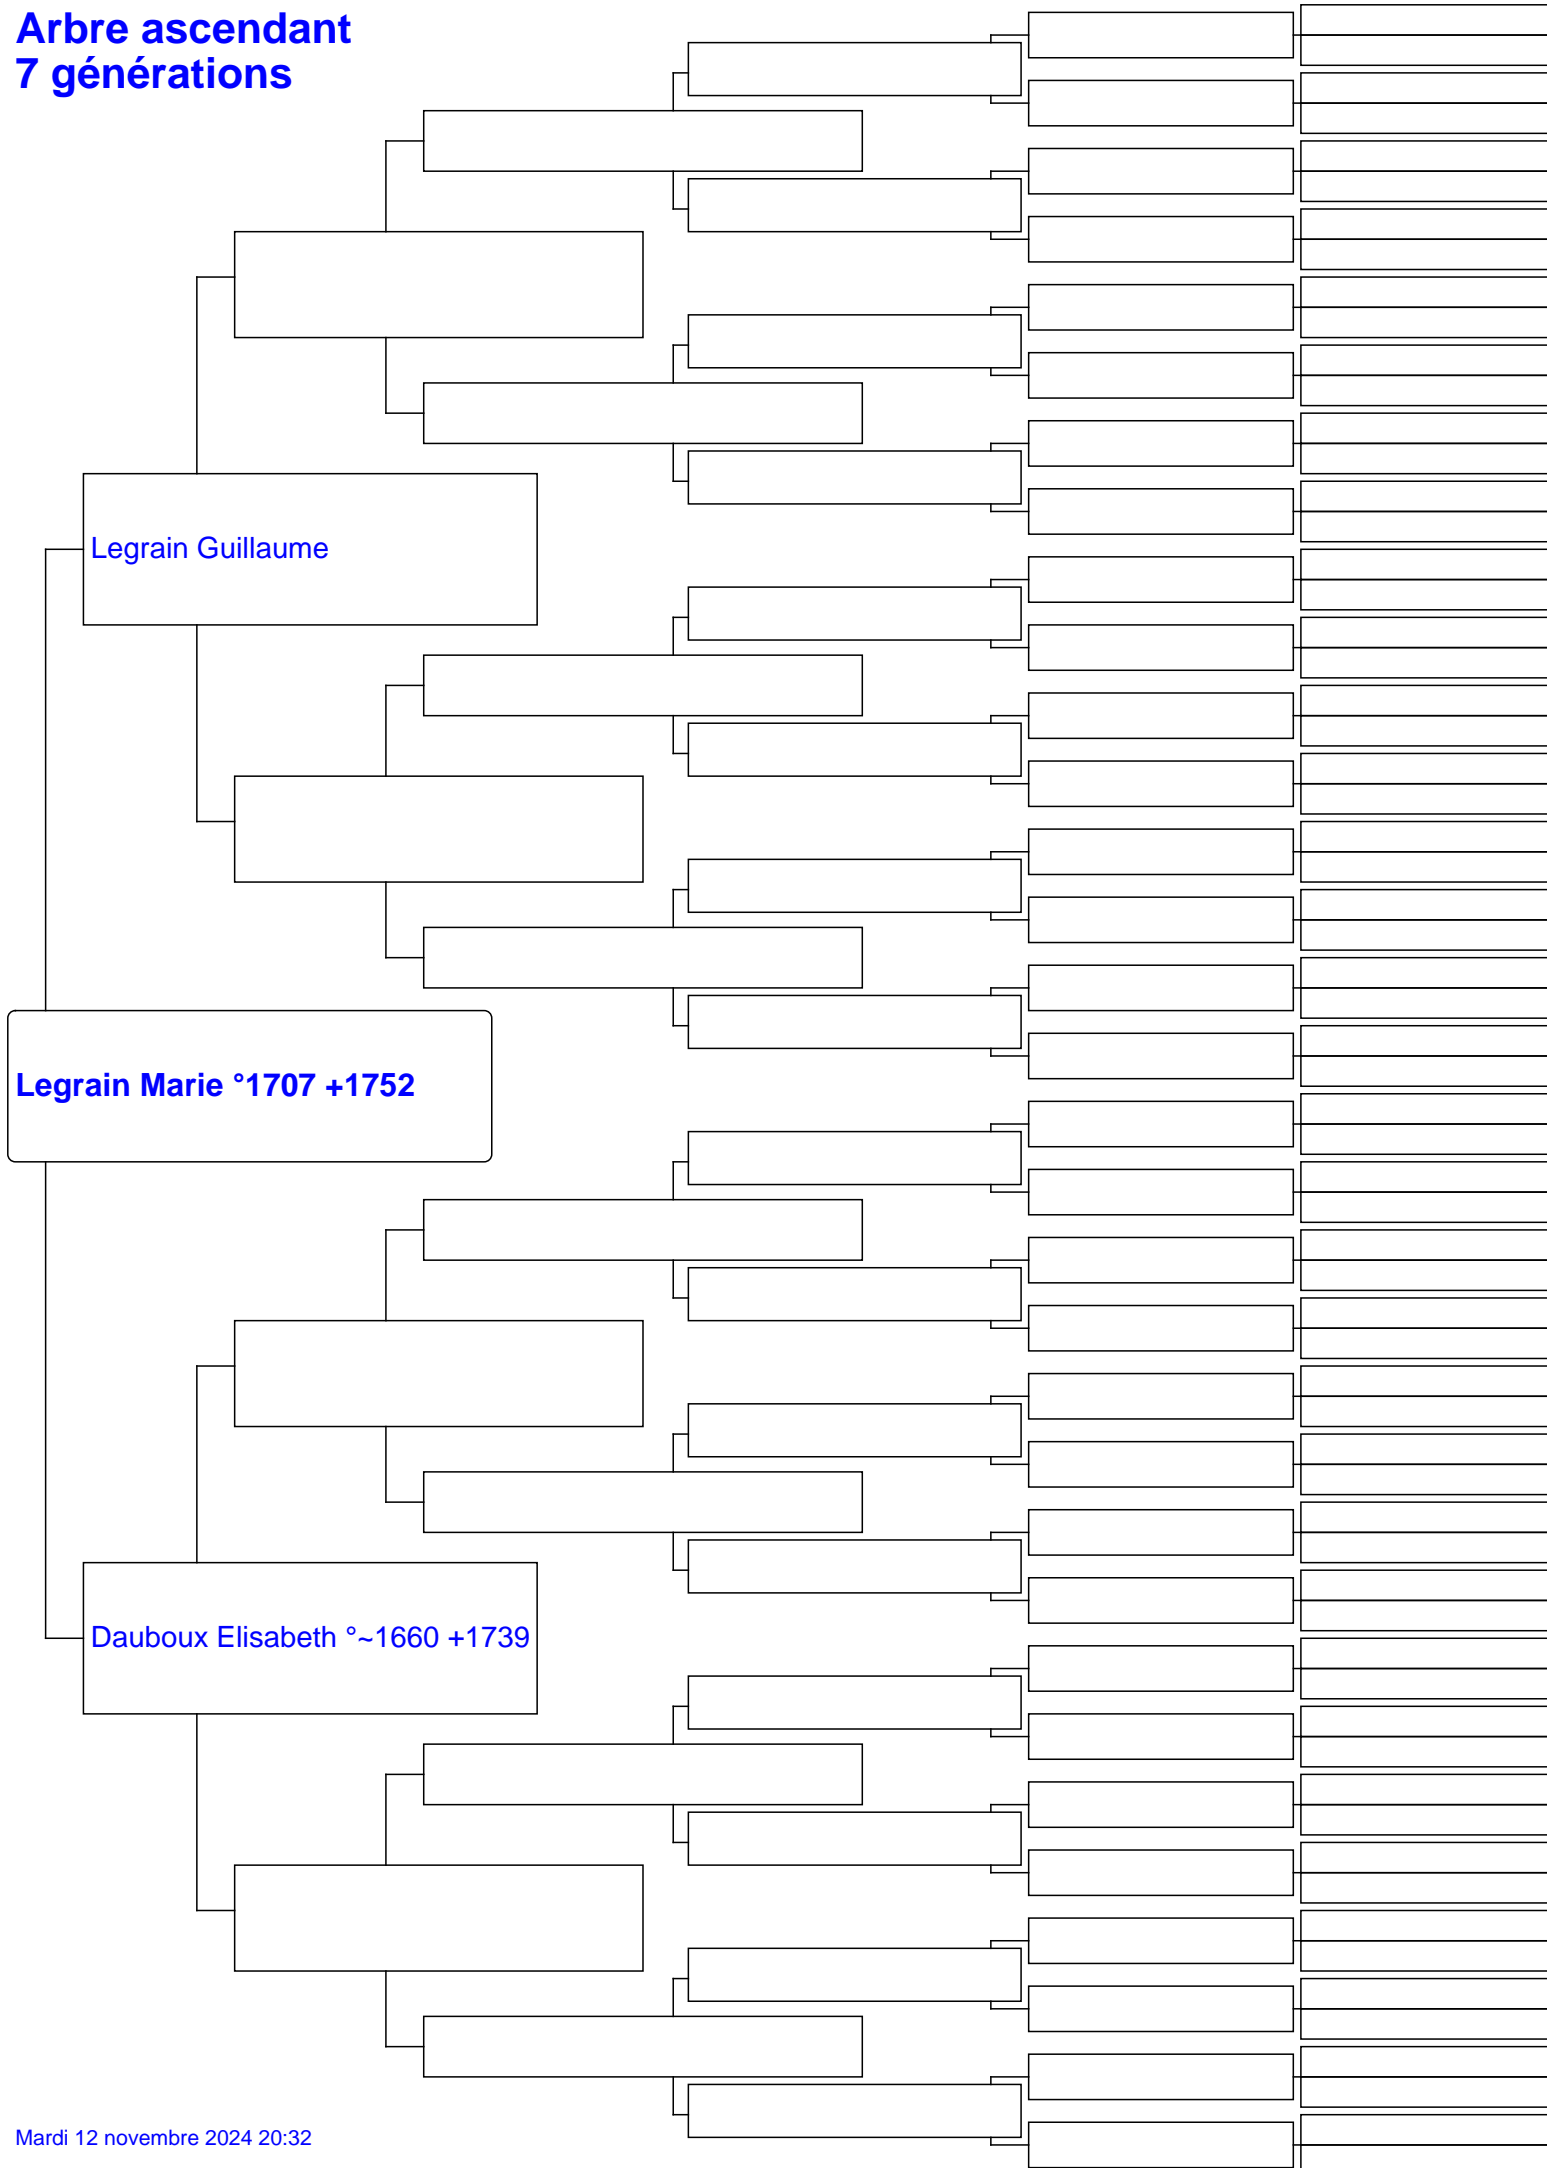 Arbre ascendant
7 générations
Legrain Guillaume
Legrain Marie °1707 +1752
Dauboux Elisabeth °~1660 +1739
Mardi 12 novembre 2024 20:32